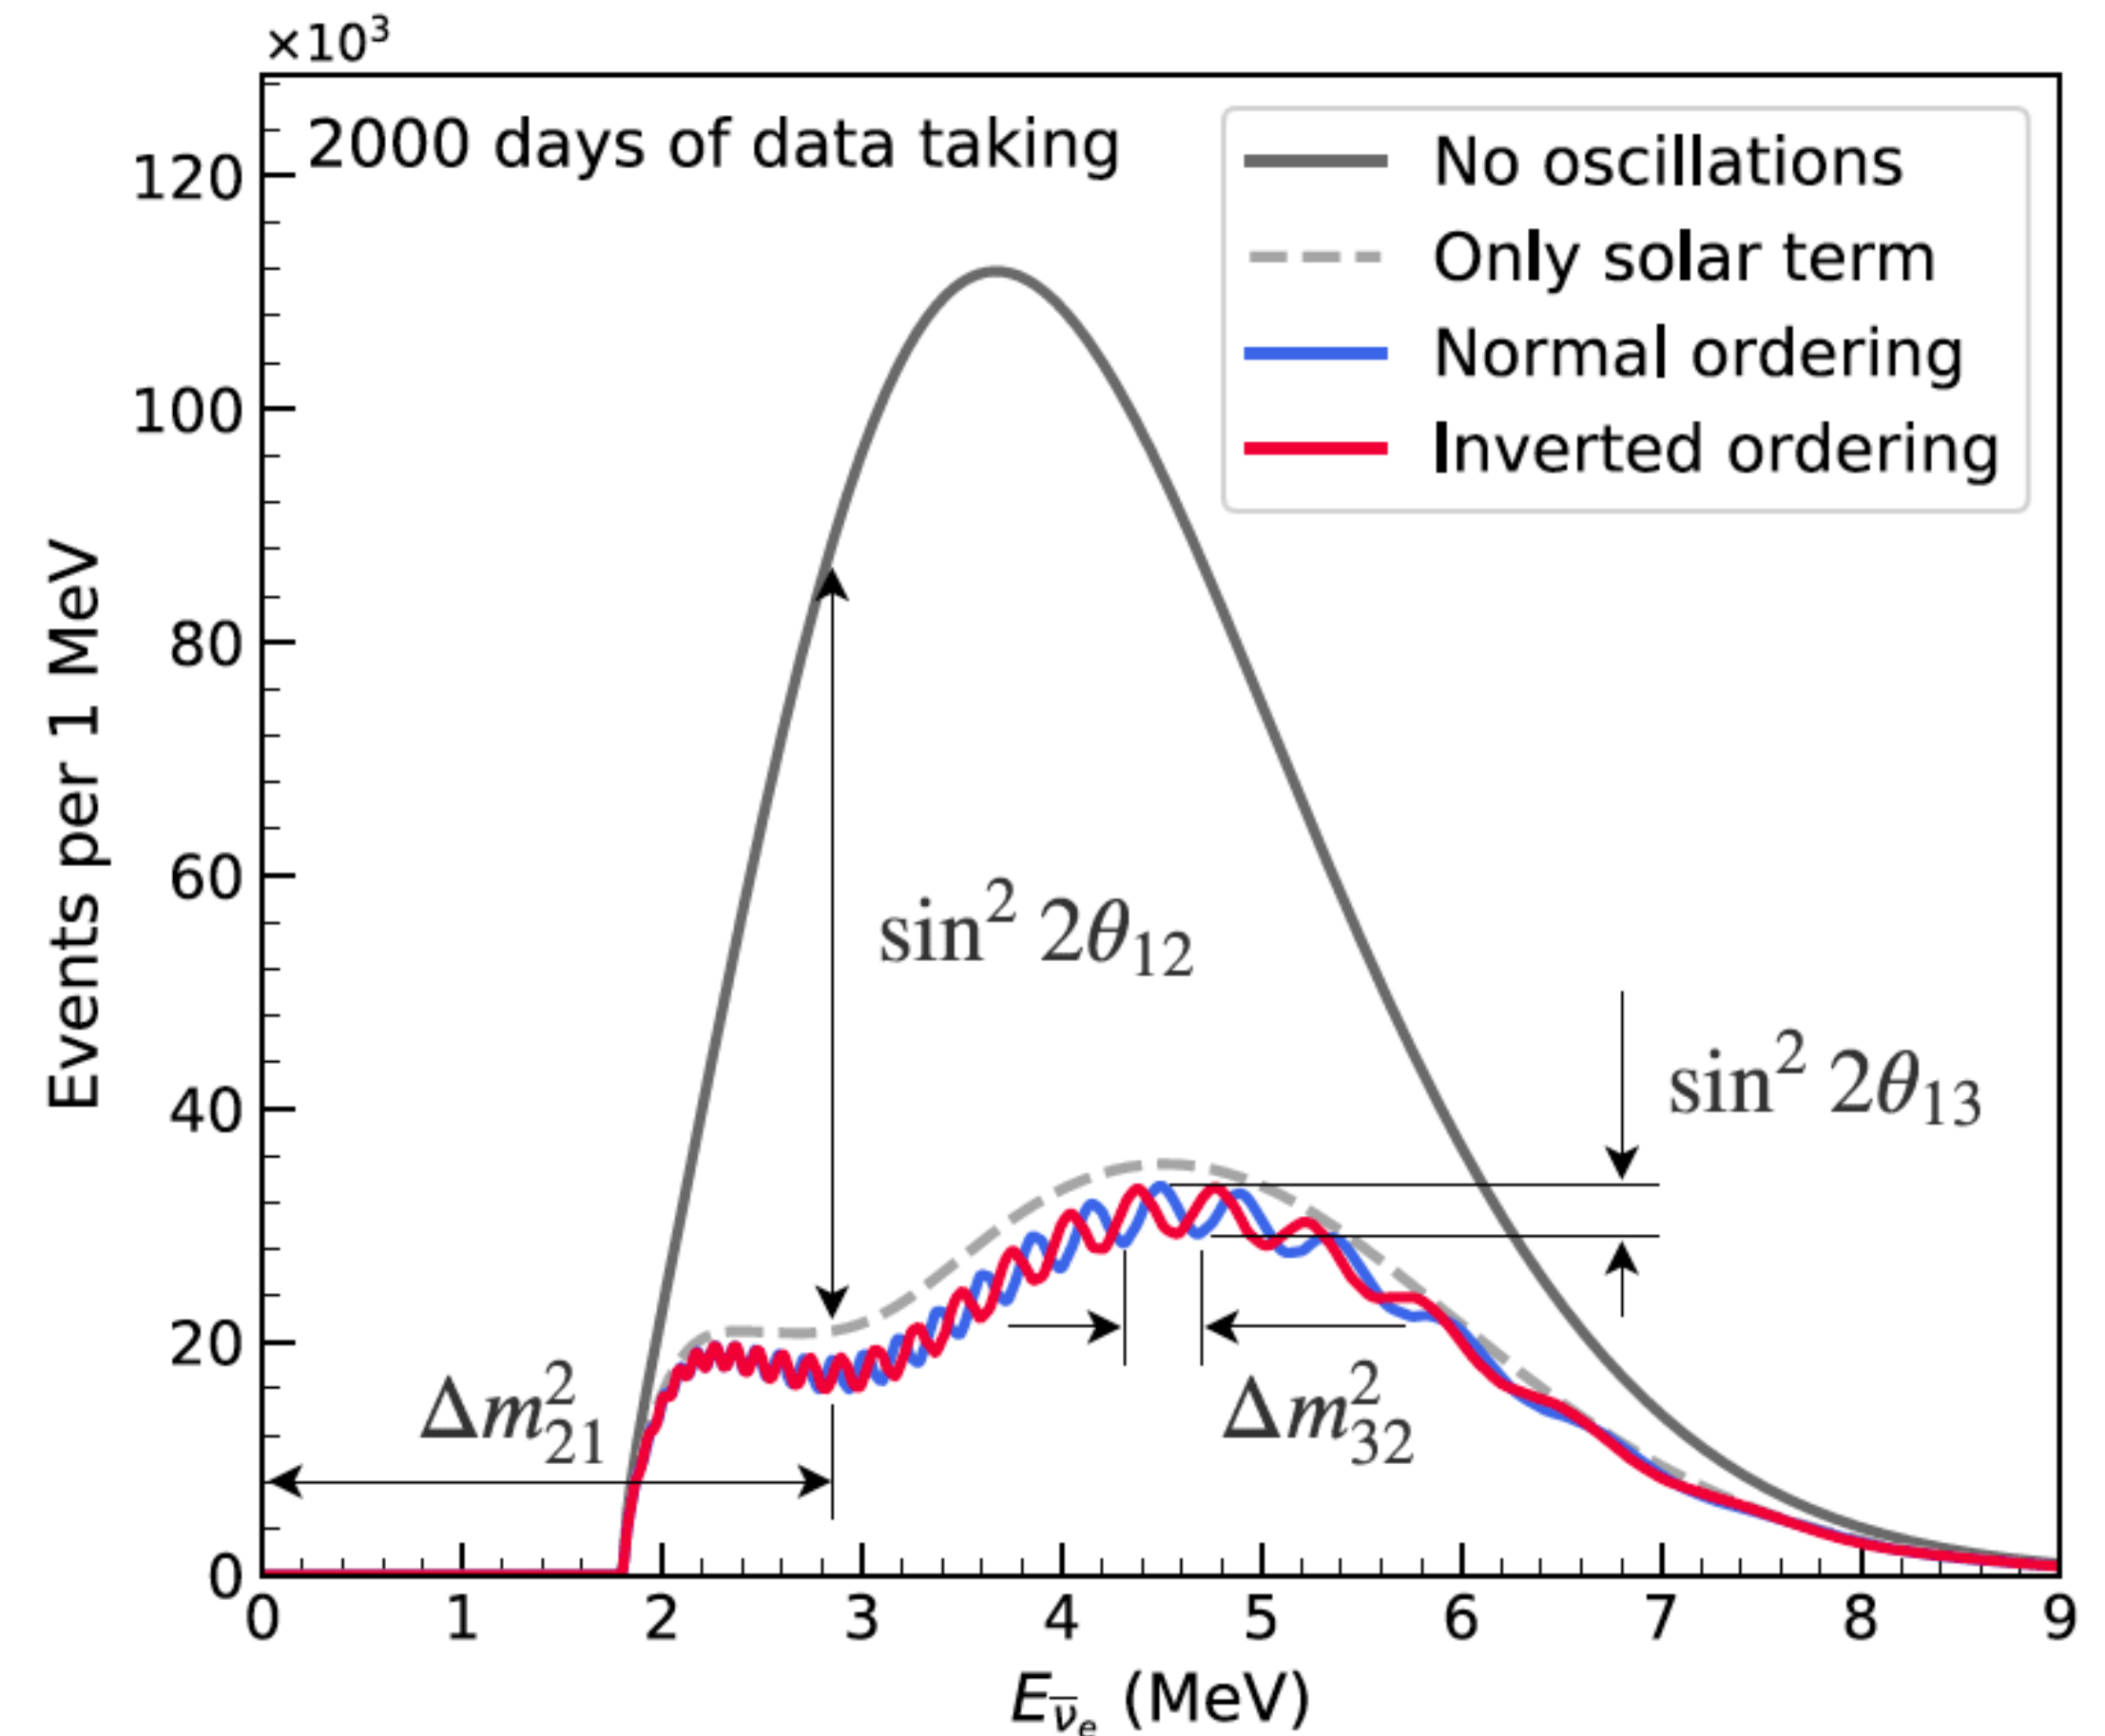 ×10³
2000 days of data taking
No oscillations
Only solar term
Normal ordering
Inverted ordering
120
100
80
60
40
20
0
Events per 1 MeV
sin² 2θ₁₂
sin² 2θ₁₃
Δm²₂₁
Δm²₃₂
0 1 2 3 4 5 6 7 8 9
E_ν̅ₑ (MeV)